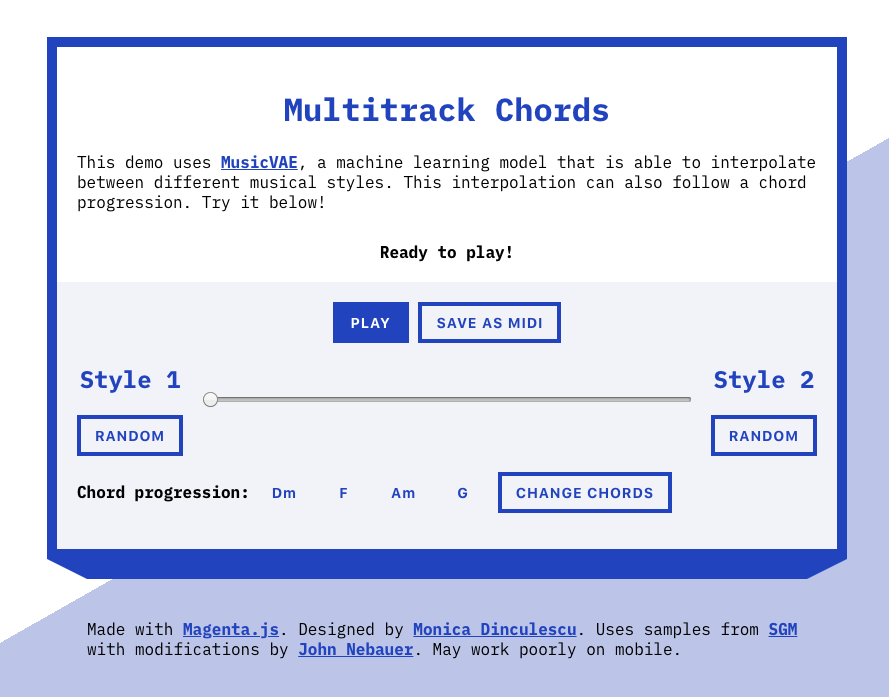 Multitrack Chords
This demo uses MusicVAE, a machine learning model that is able to interpolate
between different musical styles. This interpolation can also follow a chord
progression. Try it below!
Ready to play!
PLAY SAVE AS MIDI
Style 1 Style 2
RANDOM RANDOM
Chord progression: Dm F Am G CHANGE CHORDS
Made with Magenta.js. Designed by Monica Dinculescu. Uses samples from SGM
with modifications by John Nebauer. May work poorly on mobile.